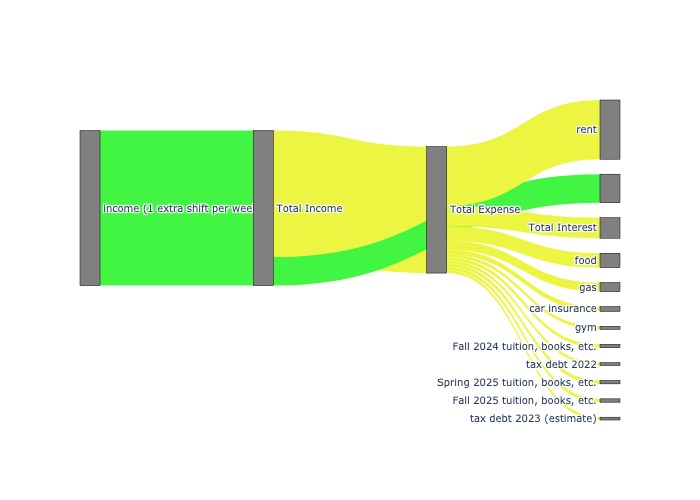 income (1 extra shift per wee
Total Income
Total Expense
rent
Total Interest
food
gas
car insurance
gym
Fall 2024 tuition, books, etc.
tax debt 2022
Spring 2025 tuition, books, etc.
Fall 2025 tuition, books, etc.
tax debt 2023 (estimate)